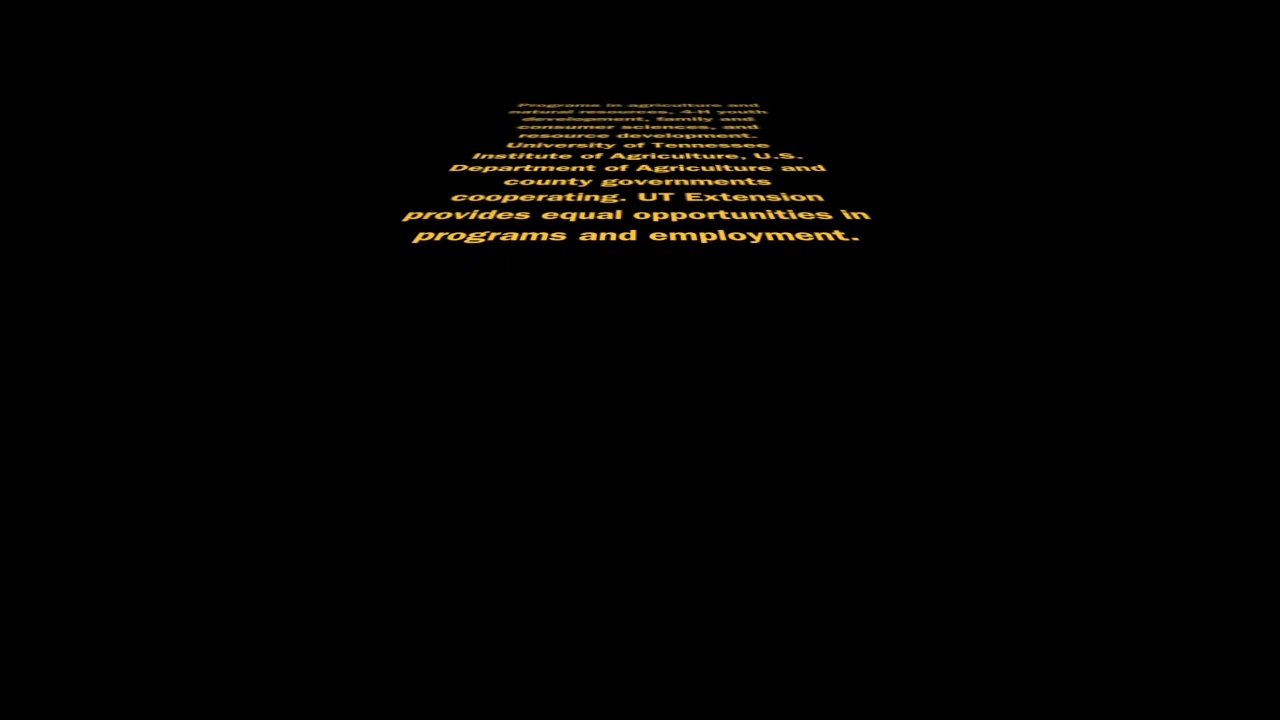 Programs in agriculture and
natural resources, 4-H youth
development, family and
consumer sciences, and
resource development.
University of Tennessee
Institute of Agriculture, U.S.
Department of Agriculture and
county governments
cooperating. UT Extension
provides equal opportunities in
programs and employment.